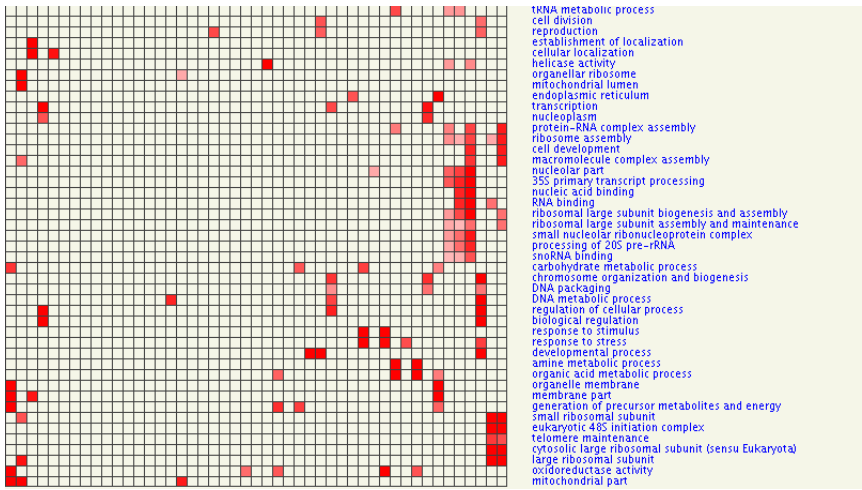 tRNA metabolic process
cell division
reproduction
establishment of localization
cellular localization
helicase activity
organellar ribosome
mitochondrial lumen
endoplasmic reticulum
transcription
nucleoplasm
protein-RNA complex assembly
ribosome assembly
cell development
macromolecule complex assembly
nucleolar part
35S primary transcript processing
nucleic acid binding
RNA binding
ribosomal large subunit biogenesis and assembly
ribosomal large subunit assembly and maintenance
small nucleolar ribonucleoprotein complex
processing of 20S pre-rRNA
snoRNA binding
carbohydrate metabolic process
chromosome organization and biogenesis
DNA packaging
DNA metabolic process
regulation of cellular process
biological regulation
response to stimulus
response to stress
developmental process
amine metabolic process
organic acid metabolic process
organelle membrane
membrane part
generation of precursor metabolites and energy
small ribosomal subunit
eukaryotic 48S initiation complex
telomere maintenance
cytosolic large ribosomal subunit (sensu Eukaryota)
large ribosomal subunit
oxidoreductase activity
mitochondrial part